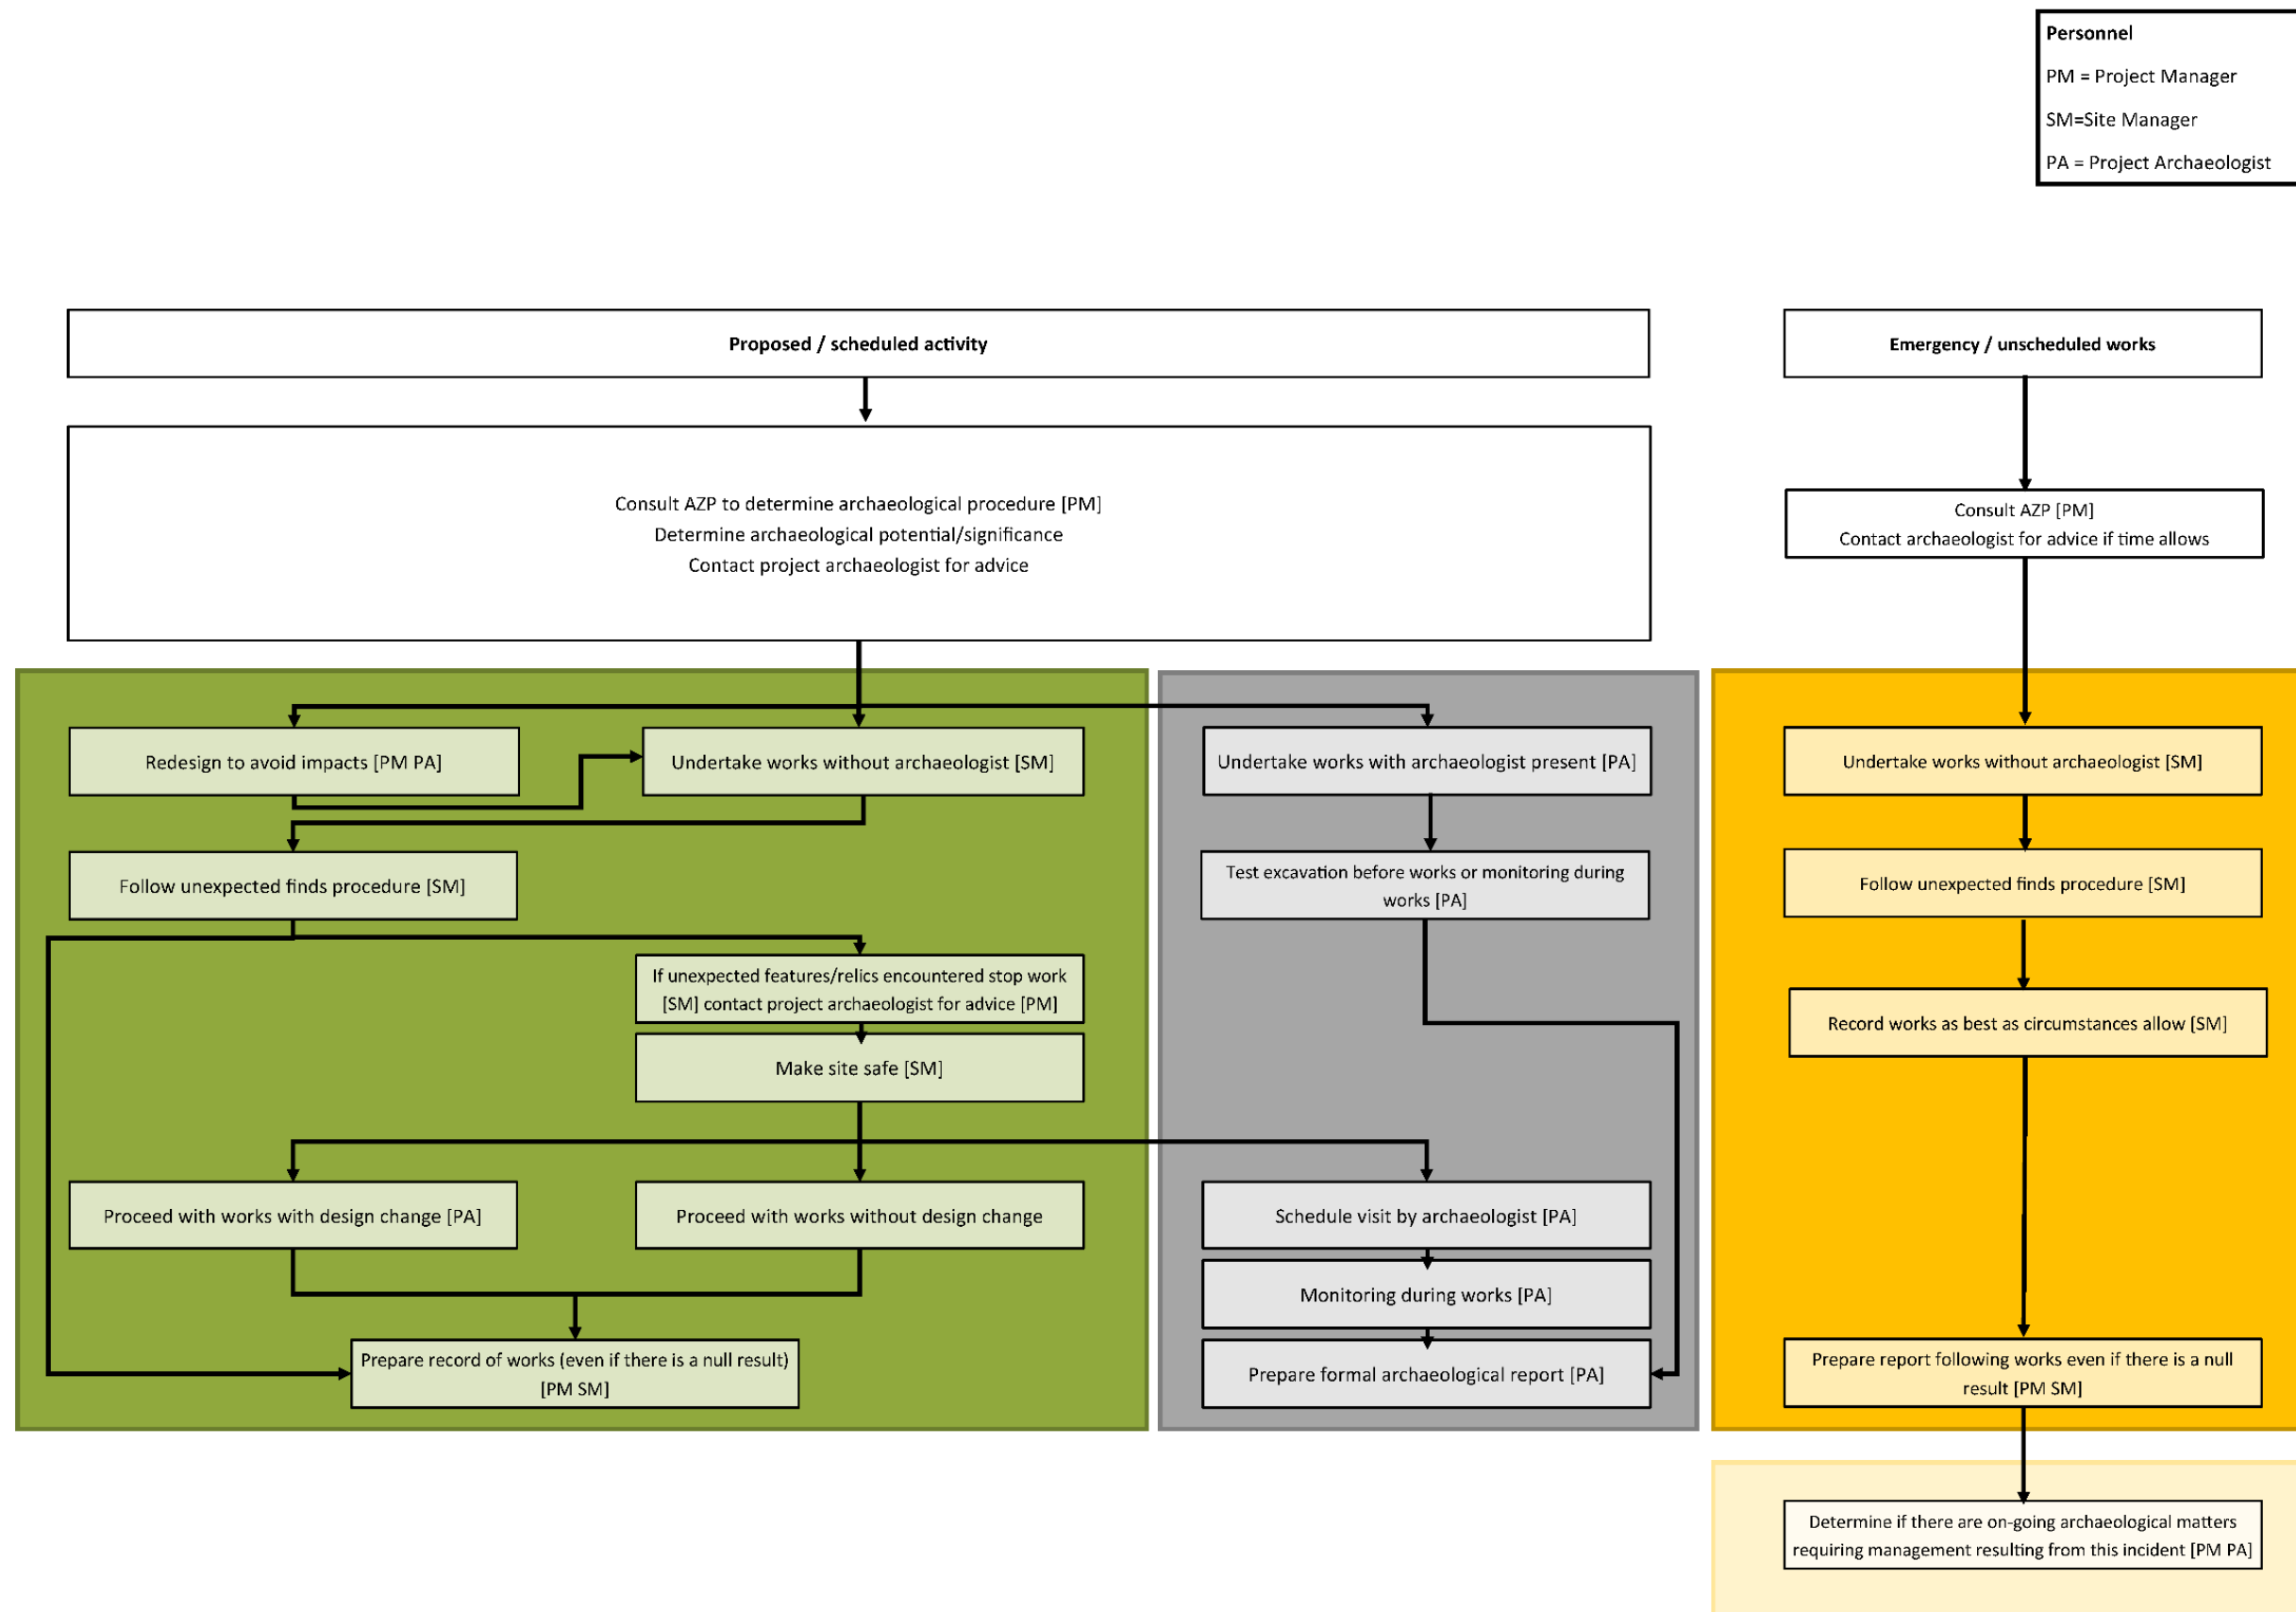 Personnel
PM = Project Manager
SM=Site Manager
PA = Project Archaeologist
Proposed / scheduled activity
Emergency / unscheduled works
Consult AZP to determine archaeological procedure [PM]
Determine archaeological potential/significance
Contact project archaeologist for advice
Consult AZP [PM]
Contact archaeologist for advice if time allows
Redesign to avoid impacts [PM PA]
Undertake works without archaeologist [SM]
Undertake works with archaeologist present [PA]
Undertake works without archaeologist [SM]
Follow unexpected finds procedure [SM]
Test excavation before works or monitoring during
works [PA]
Follow unexpected finds procedure [SM]
If unexpected features/relics encountered stop work
[SM] contact project archaeologist for advice [PM]
Record works as best as circumstances allow [SM]
Make site safe [SM]
Proceed with works with design change [PA]
Proceed with works without design change
Schedule visit by archaeologist [PA]
Monitoring during works [PA]
Prepare record of works (even if there is a null result)
[PM SM]
Prepare formal archaeological report [PA]
Prepare report following works even if there is a null
result [PM SM]
Determine if there are on-going archaeological matters
requiring management resulting from this incident [PM PA]